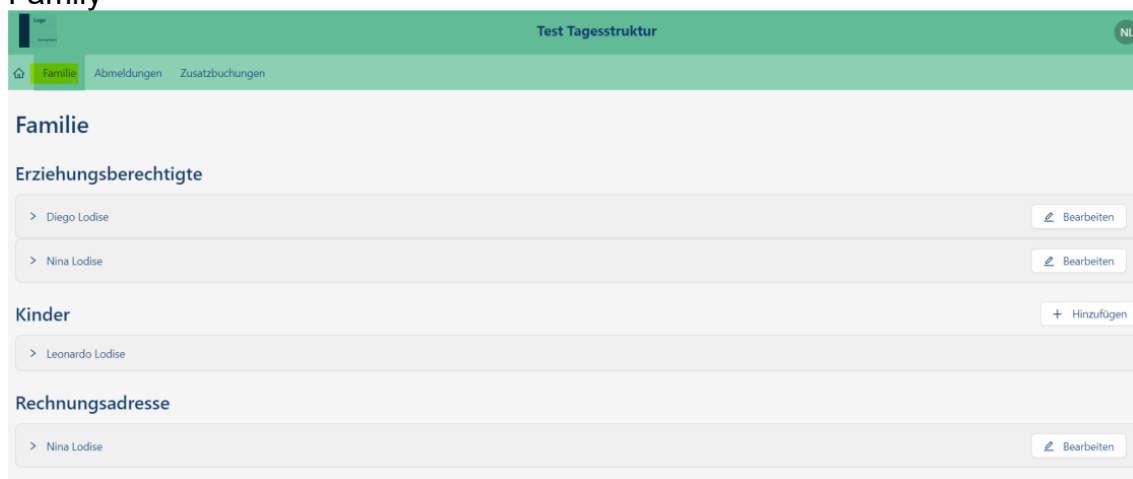 Family
Logo
Test Tagesstruktur
NL
Familie Abmeldungen Zusatzbuchungen
Familie
Erziehungsberechtigte
Diego Lodise Bearbeiten
Nina Lodise Bearbeiten
Kinder + Hinzufügen
Leonardo Lodise
Rechnungsadresse
Nina Lodise Bearbeiten